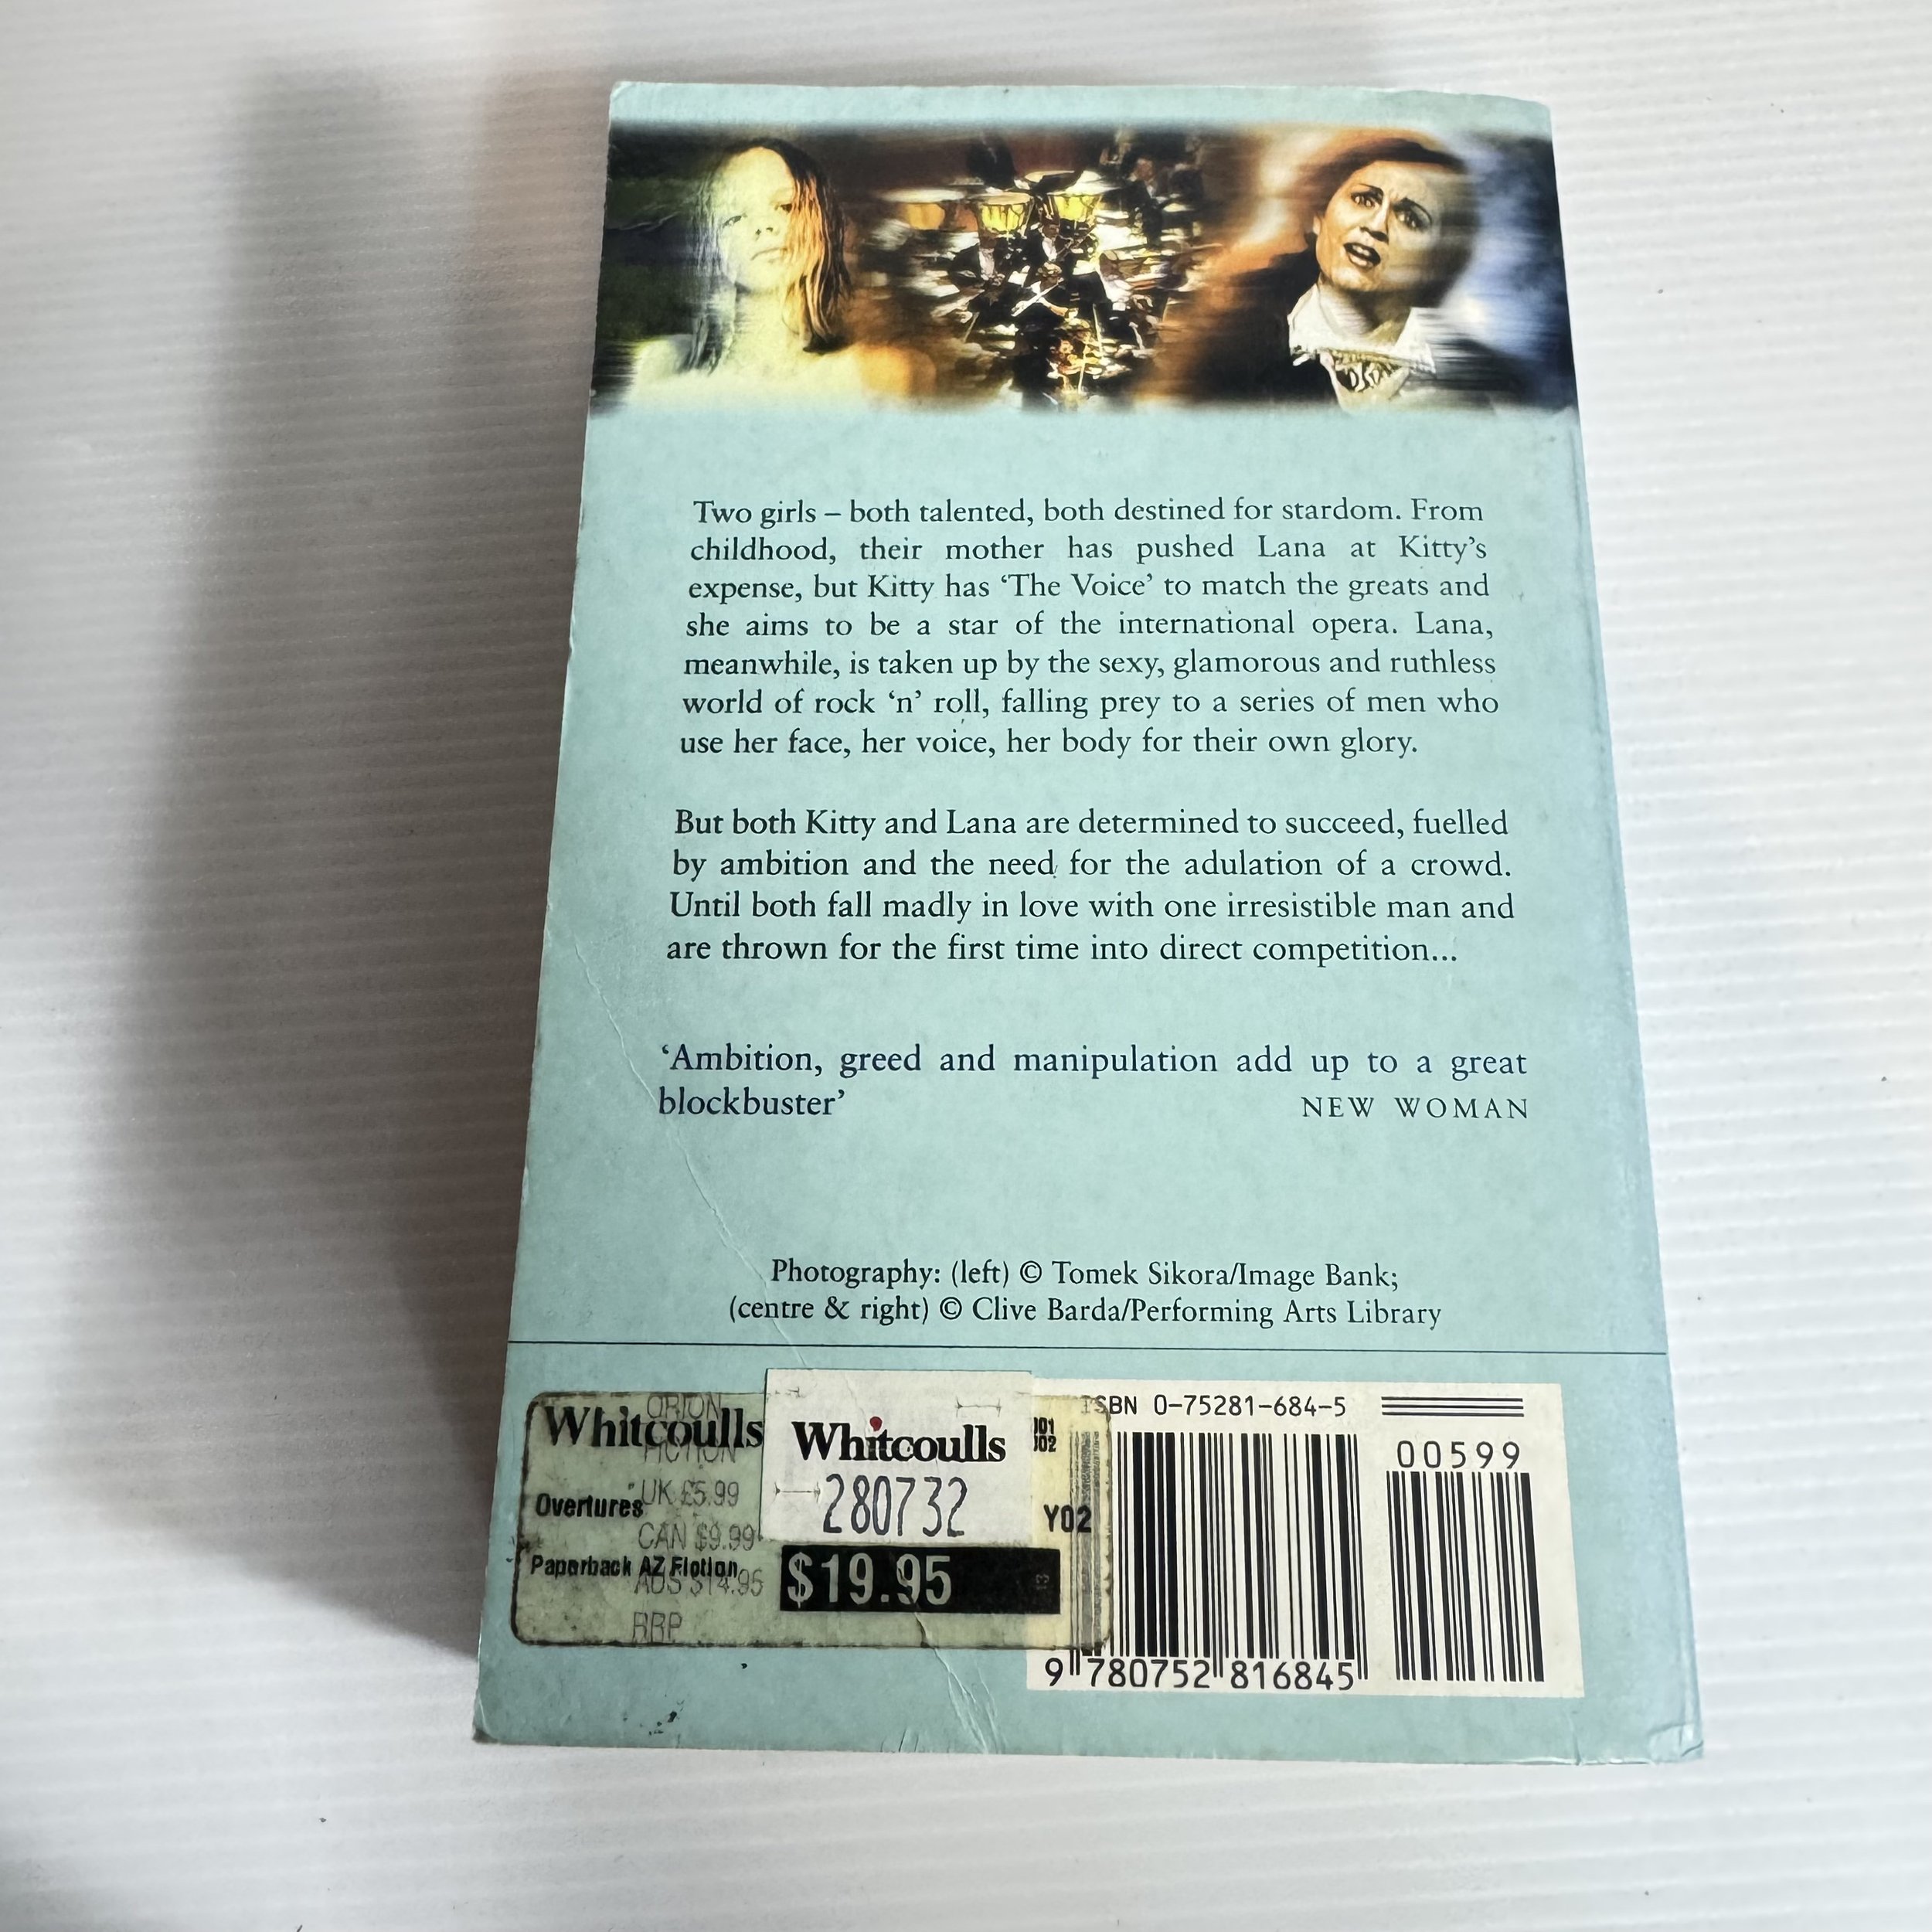 Two girls – both talented, both destined for stardom. From
childhood, their mother has pushed Lana at Kitty’s
expense, but Kitty has ‘The Voice’ to match the greats and
she aims to be a star of the international opera. Lana,
meanwhile, is taken up by the sexy, glamorous and ruthless
world of rock ‘n’ roll, falling prey to a series of men who
use her face, her voice, her body for their own glory.
But both Kitty and Lana are determined to succeed, fuelled
by ambition and the need for the adulation of a crowd.
Until both fall madly in love with one irresistible man and
are thrown for the first time into direct competition...
‘Ambition, greed and manipulation add up to a great
blockbuster’ NEW WOMAN
Photography: (left) © Tomek Sikora/Image Bank;
(centre & right) © Clive Barda/Performing Arts Library
ORION
FICTION
UK £5.99
CAN $9.99
AUS $14.95
RRP
Whitcoulls
Overtures
Paperback AZ Fiction
Y02
Whitcoulls
280732
$19.95
ISBN 0-75281-684-5
00599
9 780752 816845